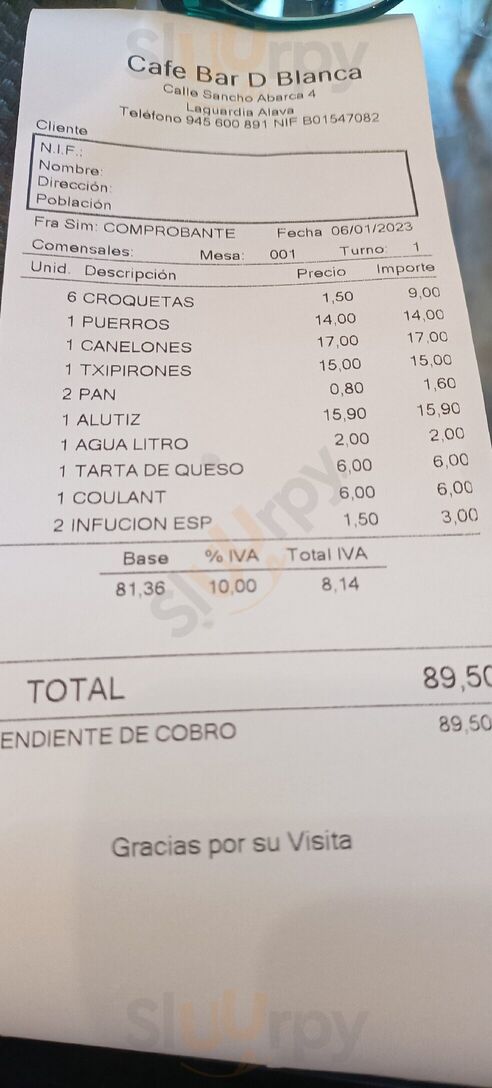 Sluurpy
Cafe Bar D Blanca
Calle Sancho Abarca 4
Laguardia Alava
Teléfono 945 600 891 NIF B01547082
Cliente
N.I.F.:
Nombre:
Dirección:
Población
Fra Sim: COMPROBANTE Fecha 06/01/2023
Comensales: Mesa: 001 Turno: 1
Unid. Descripción Precio Importe
6 CROQUETAS 1,50 9,00
1 PUERROS 14,00 14,00
1 CANELONES 17,00 17,00
1 TXIPIRONES 15,00 15,00
2 PAN 0,80 1,60
1 ALUTIZ 15,90 15,90
1 AGUA LITRO 2,00 2,00
1 TARTA DE QUESO 6,00 6,00
1 COULANT 6,00 6,00
2 INFUCION ESP 1,50 3,00
Base % IVA Total IVA
81,36 10,00 8,14
Sluurpy
TOTAL 89,50
ENDIENTE DE COBRO 89,50
Gracias por su Visita
Sluurpy